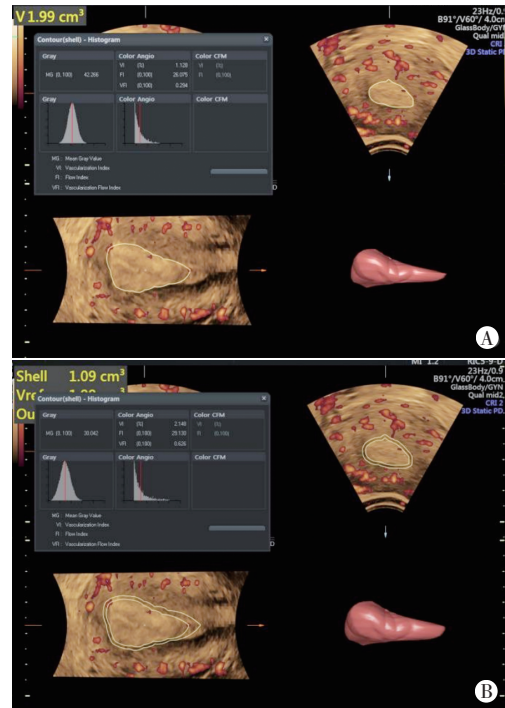 V 1.99 cm³
23Hz/0.9
B91°/V60°/ 4.0cm
GlassBody/GYN
Qual mid
CRI
3D Static PD
Contour(shell) - Histogram
Gray
Color Angio
Color CFM
MG (0, 100) 42.266
VI (%) 1.128
FI (0,100) 26.075
VFI (0,100) 0.294
VI (%)
FI (0,100)
Gray
Color Angio
Color CFM
MG : Mean Gray Value
VI : Vascularization Index
FI : Flow Index
VFI : Vascularization Flow Index
A
Shell 1.09 cm³
MI 1.2 RIC5-9-D
23Hz/0.9
B91°/V60°/ 4.0cm
GlassBody/GYN
Qual mid2
CRI 2
3D Static PD
Contour(shell) - Histogram
Gray
Color Angio
Color CFM
MG (0, 100)
VI (%)
FI (0,100)
VFI (0,100) 0.626
VI (%)
FI (0,100)
Gray
Color Angio
Color CFM
MG : Mean Gray Value
VI : Vascularization Index
FI : Flow Index
VFI : Vascularization Flow Index
B